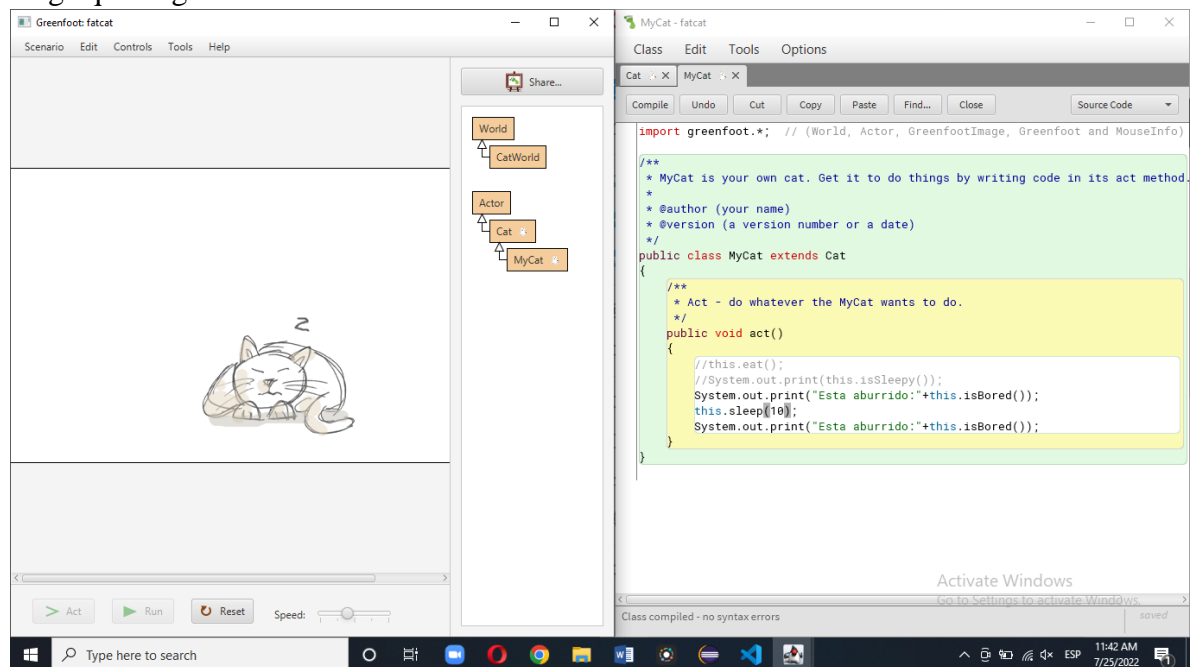 Greenfoot: fatcat
Scenario Edit Controls Tools Help
Share...
World
CatWorld
Actor
Cat
MyCat
z
> Act
Run
Reset
Speed:
MyCat - fatcat
Class Edit Tools Options
Cat X MyCat X
Compile Undo Cut Copy Paste Find... Close Source Code
import greenfoot.*; // (World, Actor, GreenfootImage, Greenfoot and MouseInfo)
/**
* MyCat is your own cat. Get it to do things by writing code in its act method.
*
* @author (your name)
* @version (a version number or a date)
*/
public class MyCat extends Cat
{
/**
* Act - do whatever the MyCat wants to do.
*/
public void act()
{
//this.eat();
//System.out.print(this.isSleepy());
System.out.print("Esta aburrido:"+this.isBored());
this.sleep(10);
System.out.print("Esta aburrido:"+this.isBored());
}
}
Activate Windows
Go to Settings to activate Windows.
Class compiled - no syntax errors
saved
Type here to search
ESP
11:42 AM
7/25/2022